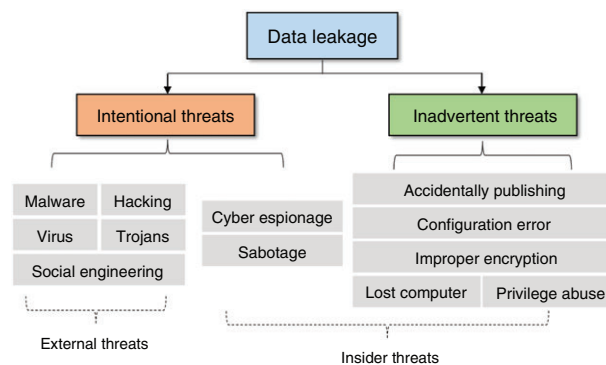 Data leakage
Intentional threats
Inadvertent threats
Malware
Hacking
Virus
Trojans
Social engineering
Cyber espionage
Sabotage
Accidentally publishing
Configuration error
Improper encryption
Lost computer
Privilege abuse
External threats
Insider threats